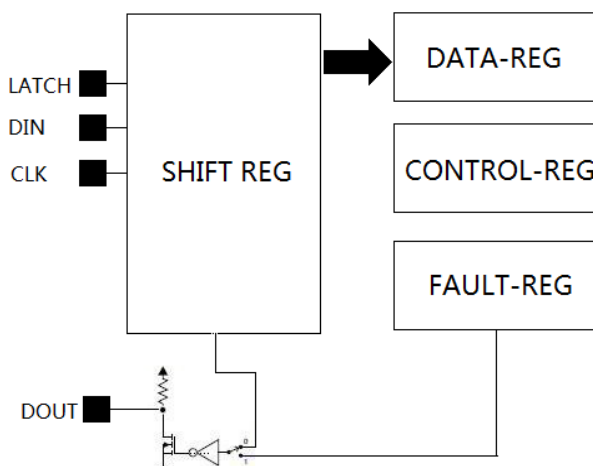 LATCH
DIN
CLK
SHIFT REG
DATA-REG
CONTROL-REG
FAULT-REG
DOUT
0
1